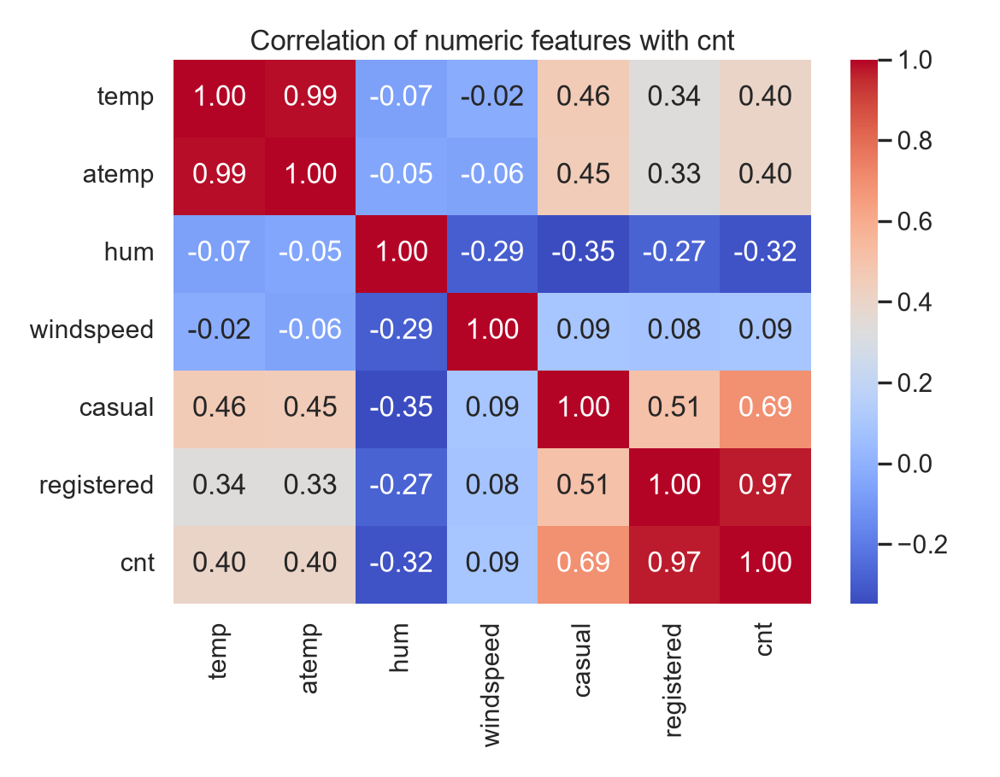 Correlation of numeric features with cnt
temp 1.00 0.99 -0.07 -0.02 0.46 0.34 0.40
atemp 0.99 1.00 -0.05 -0.06 0.45 0.33 0.40
hum -0.07 -0.05 1.00 -0.29 -0.35 -0.27 -0.32
windspeed -0.02 -0.06 -0.29 1.00 0.09 0.08 0.09
casual 0.46 0.45 -0.35 0.09 1.00 0.51 0.69
registered 0.34 0.33 -0.27 0.08 0.51 1.00 0.97
cnt 0.40 0.40 -0.32 0.09 0.69 0.97 1.00
temp atemp hum windspeed casual registered cnt
1.0
0.8
0.6
0.4
0.2
0.0
−0.2